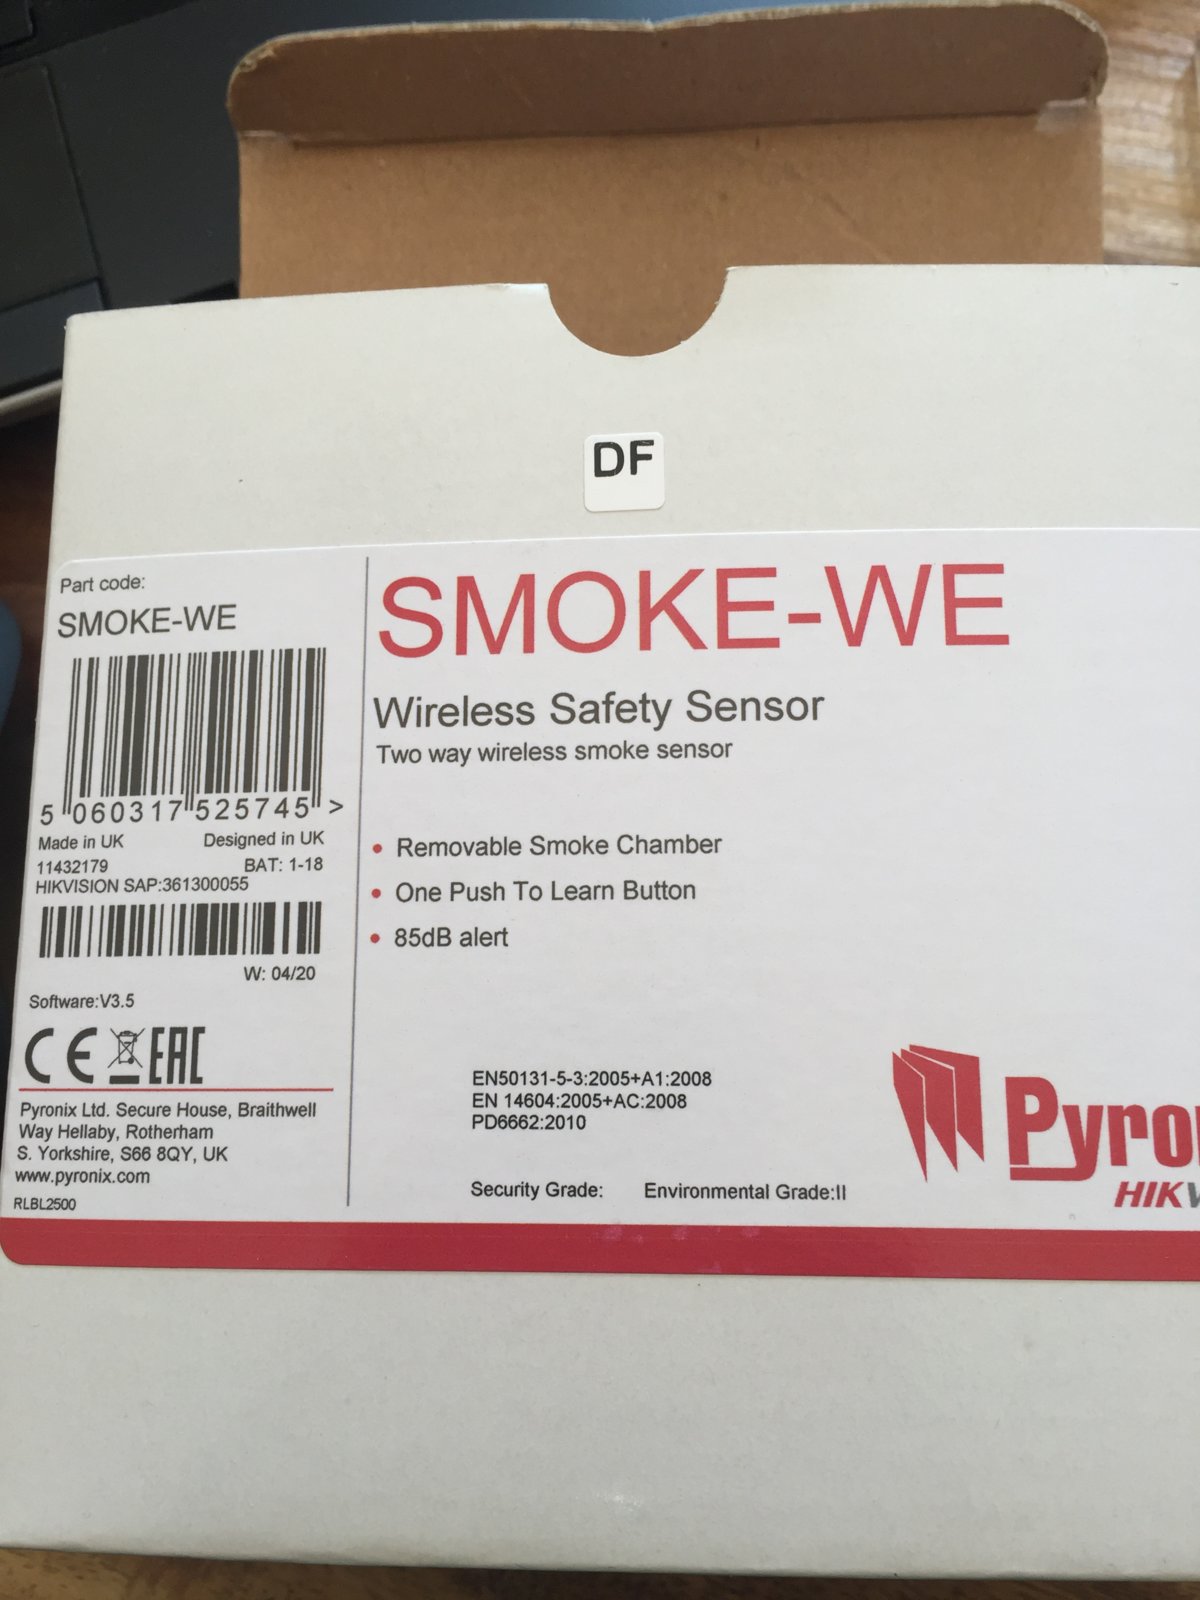 DF
Part code:
SMOKE-WE
5 060317 525745 >
Made in UK Designed in UK
11432179 BAT: 1-18
HIKVISION SAP:361300055
W: 04/20
Software:V3.5
CE EAC
Pyronix Ltd. Secure House, Braithwell
Way Hellaby, Rotherham
S. Yorkshire, S66 8QY, UK
www.pyronix.com
RLBL2500
SMOKE-WE
Wireless Safety Sensor
Two way wireless smoke sensor
• Removable Smoke Chamber
• One Push To Learn Button
• 85dB alert
EN50131-5-3:2005+A1:2008
EN 14604:2005+AC:2008
PD6662:2010
Security Grade: Environmental Grade:II